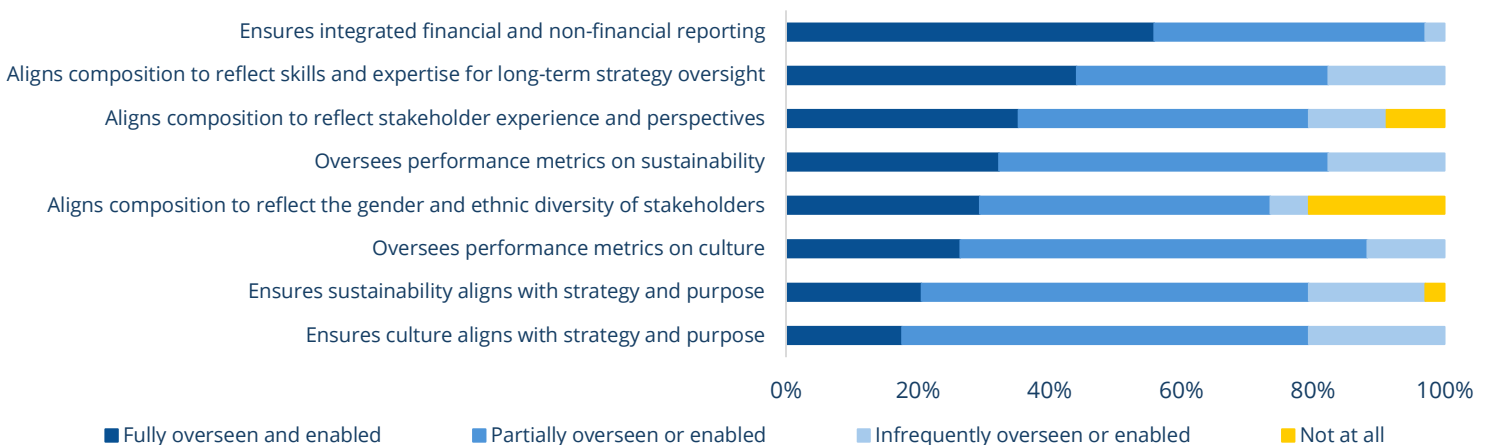 Ensures integrated financial and non-financial reporting
Aligns composition to reflect skills and expertise for long-term strategy oversight
Aligns composition to reflect stakeholder experience and perspectives
Oversees performance metrics on sustainability
Aligns composition to reflect the gender and ethnic diversity of stakeholders
Oversees performance metrics on culture
Ensures sustainability aligns with strategy and purpose
Ensures culture aligns with strategy and purpose
0% 20% 40% 60% 80% 100%
Fully overseen and enabled Partially overseen or enabled Infrequently overseen or enabled Not at all